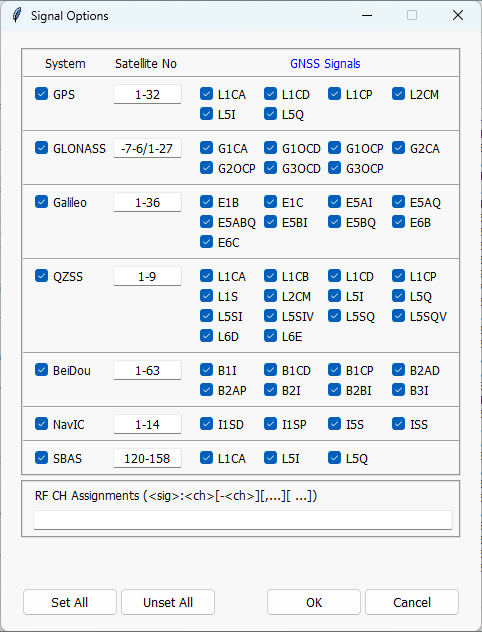 Signal Options
System Satellite No GNSS Signals
GPS 1-32 L1CA L1CD L1CP L2CM
L5I L5Q
GLONASS -7-6/1-27 G1CA G1OCD G1OCP G2CA
G2OCP G3OCD G3OCP
Galileo 1-36 E1B E1C E5AI E5AQ
E5ABQ E5BI E5BQ E6B
E6C
QZSS 1-9 L1CA L1CB L1CD L1CP
L1S L2CM L5I L5Q
L5SI L5SIV L5SQ L5SQV
L6D L6E
BeiDou 1-63 B1I B1CD B1CP B2AD
B2AP B2I B2BI B3I
NavIC 1-14 I1SD I1SP I5S ISS
SBAS 120-158 L1CA L5I L5Q
RF CH Assignments (<sig>:<ch>[-<ch>][,...][ ...])
Set All Unset All OK Cancel